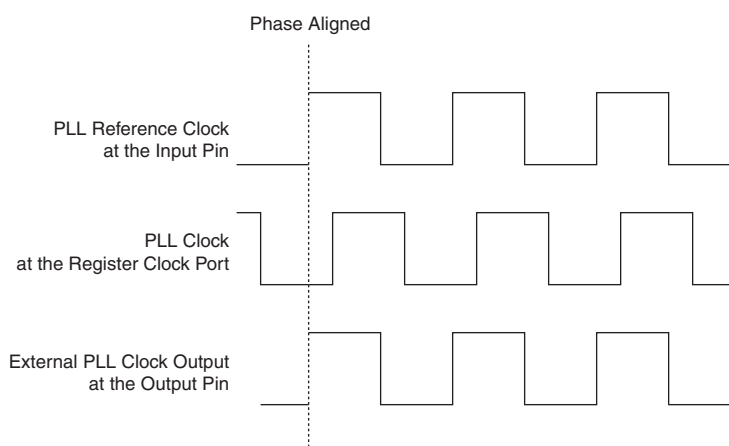 Phase Aligned
PLL Reference Clock
at the Input Pin
PLL Clock
at the Register Clock Port
External PLL Clock Output
at the Output Pin